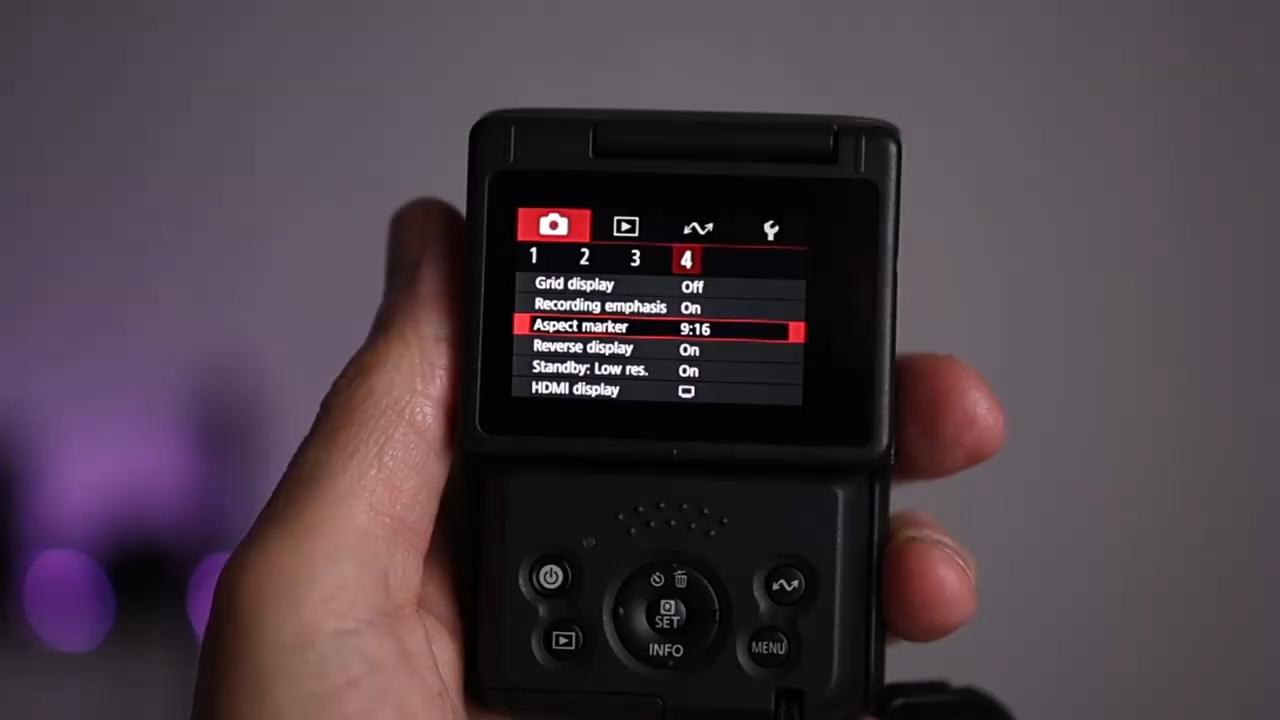 1 2 3 4
Grid display Off
Recording emphasis On
Aspect marker 9:16
Reverse display On
Standby: Low res. On
HDMI display
Q
SET
INFO
MENU